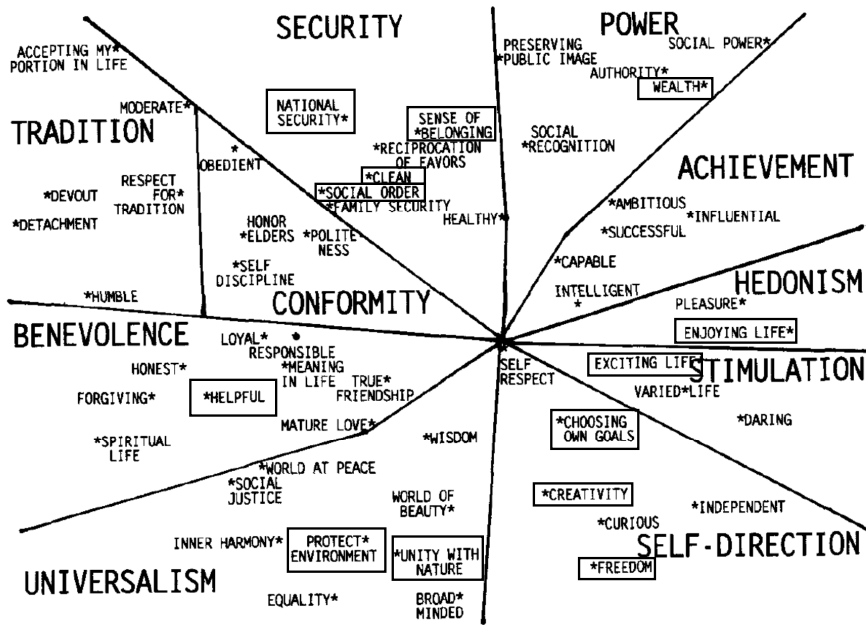 SECURITY
POWER
ACCEPTING MY*
PORTION IN LIFE
PRESERVING
*PUBLIC IMAGE
SOCIAL POWER*
AUTHORITY*
WEALTH*
MODERATE*
NATIONAL
SECURITY*
SENSE OF
*BELONGING
TRADITION
*
OBEDIENT
*RECIPROCATION
OF FAVORS
SOCIAL
*RECOGNITION
ACHIEVEMENT
*CLEAN
*SOCIAL ORDER
*FAMILY SECURITY
*DEVOUT
RESPECT
FOR*
TRADITION
*DETACHMENT
HONOR
*ELDERS
*POLITE-
NESS
HEALTHY*
*AMBITIOUS
*INFLUENTIAL
*SUCCESSFUL
*SELF
DISCIPLINE
*CAPABLE
HEDONISM
*HUMBLE
CONFORMITY
INTELLIGENT
*
PLEASURE*
BENEVOLENCE
LOYAL*
RESPONSIBLE
ENJOYING LIFE*
HONEST*
*MEANING
IN LIFE
SELF
RESPECT
EXCITING LIFE*
STIMULATION
FORGIVING*
*HELPFUL
TRUE*
FRIENDSHIP
VARIED*LIFE
MATURE LOVE*
*CHOOSING
OWN GOALS
*DARING
*SPIRITUAL
LIFE
*WISDOM
*WORLD AT PEACE
*SOCIAL
JUSTICE
WORLD OF
BEAUTY*
*CREATIVITY
*INDEPENDENT
*CURIOUS
INNER HARMONY*
PROTECT*
ENVIRONMENT
*UNITY WITH
NATURE
SELF-DIRECTION
*FREEDOM
UNIVERSALISM
EQUALITY*
BROAD*
MINDED